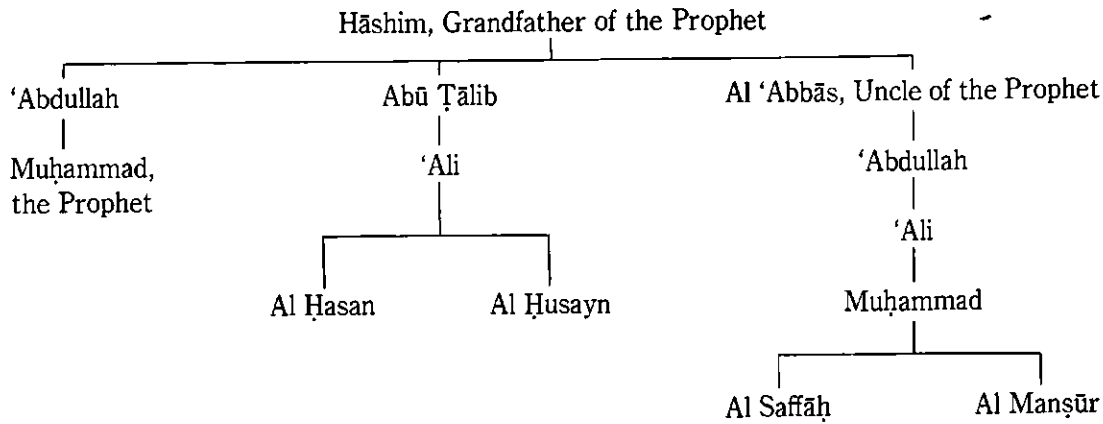 Hāshim, Grandfather of the Prophet
‘Abdullah
Abū Ṭālib
Al ‘Abbās, Uncle of the Prophet
Muḥammad,
the Prophet
‘Ali
‘Abdullah
‘Ali
Al Ḥasan
Al Ḥusayn
Muḥammad
Al Saffāḥ
Al Manṣūr